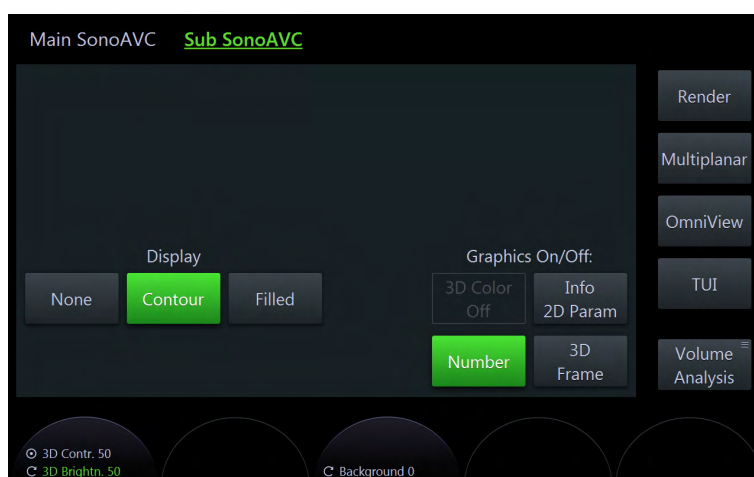 Main SonoAVC
Sub SonoAVC
Render
Multiplanar
OmniView
TUI
Volume
Analysis
Display
None
Contour
Filled
Graphics On/Off:
3D Color
Off
Info
2D Param
Number
3D
Frame
3D Contr. 50
3D Brightn. 50
Background 0